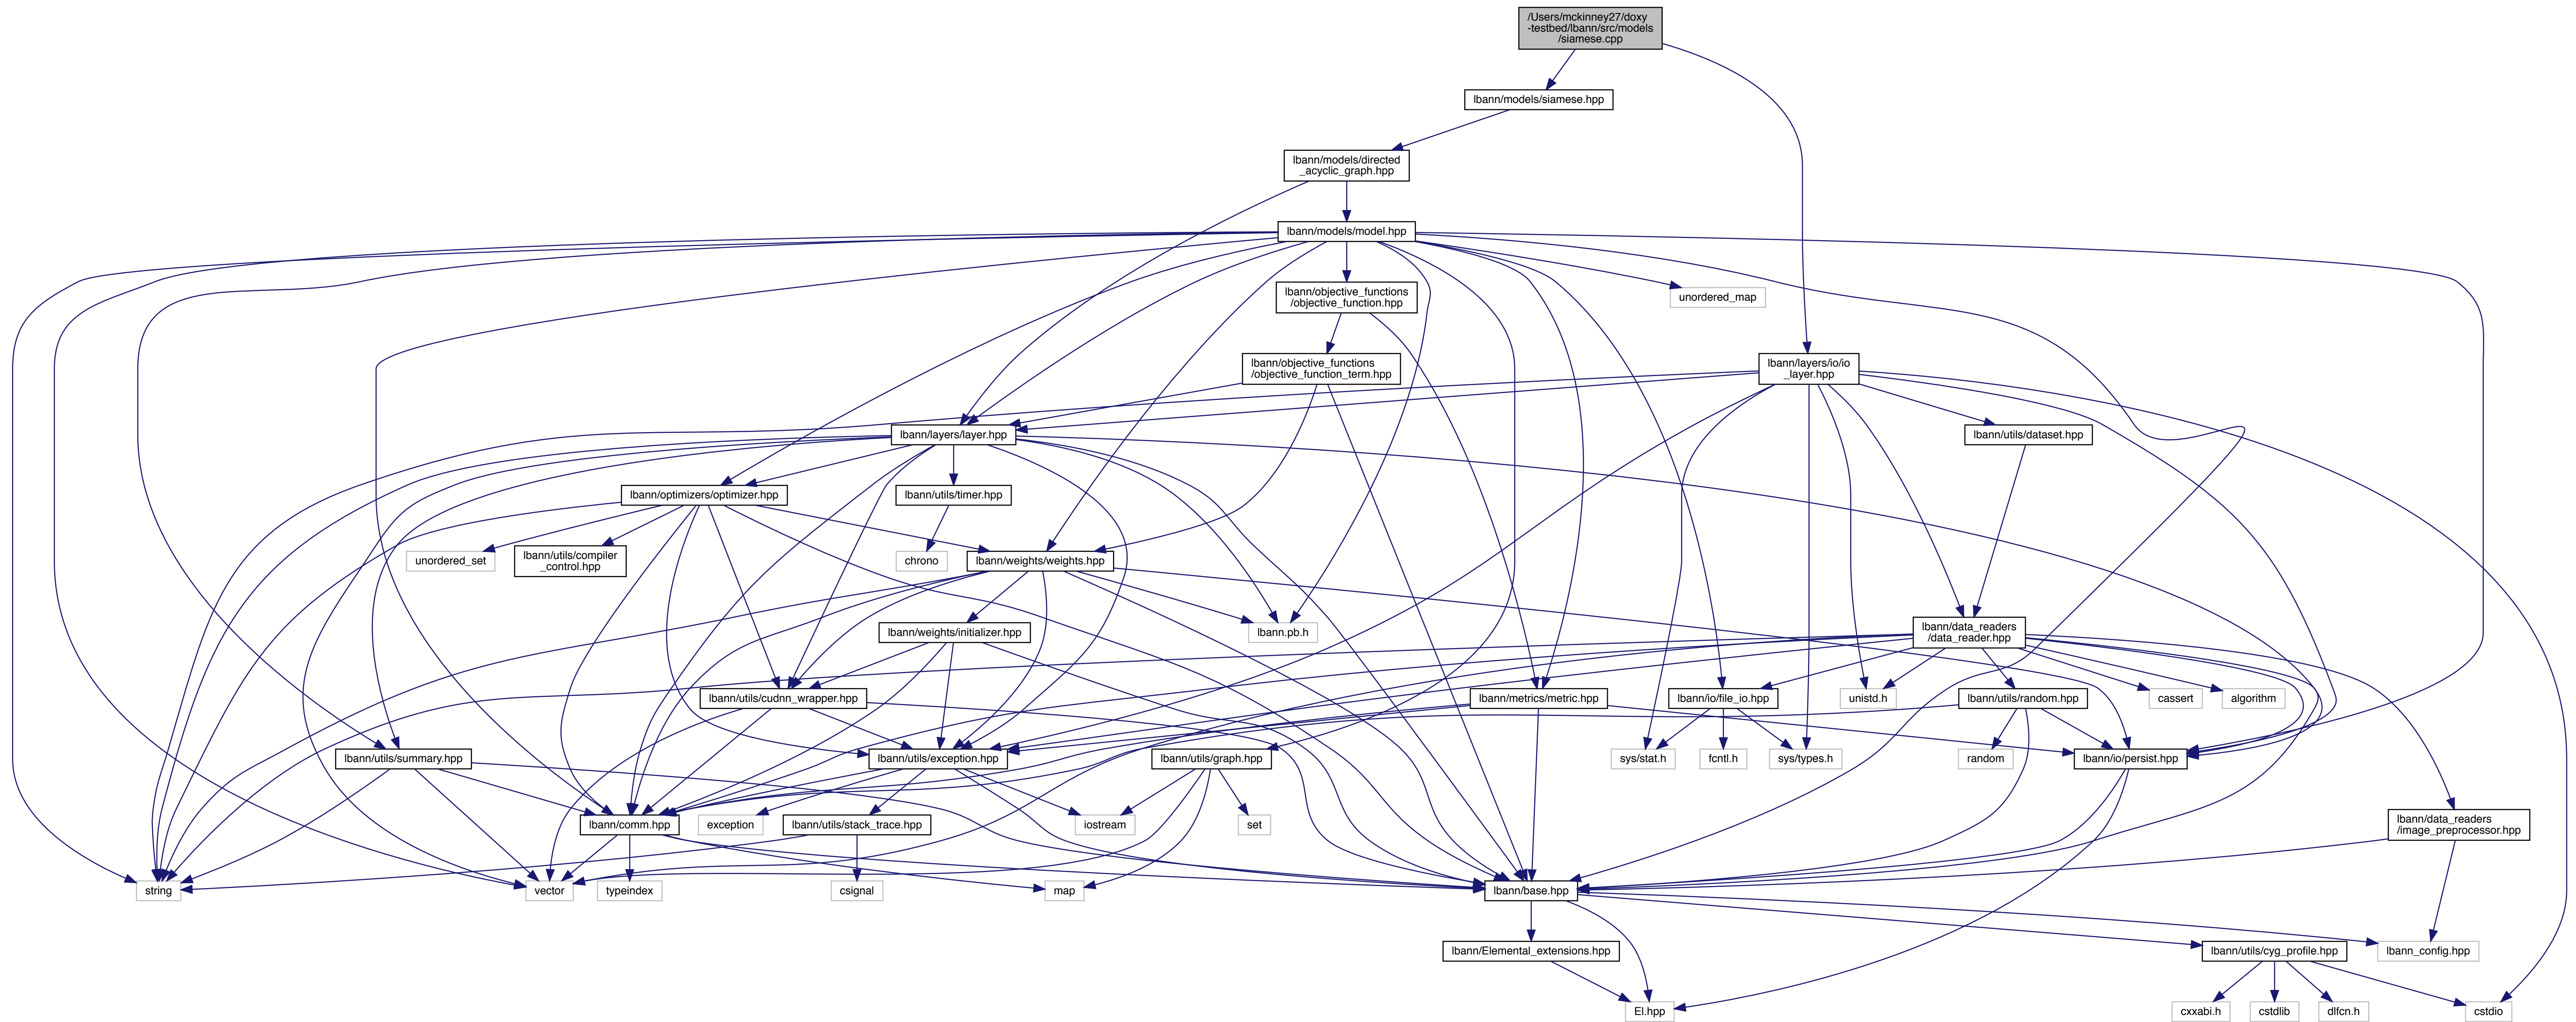 /Users/mckinney27/doxy
-testbed/lbann/src/models
/siamese.cpp
lbann/models/siamese.hpp
lbann/models/directed
_acyclic_graph.hpp
lbann/models/model.hpp
lbann/objective_functions
/objective_function.hpp
unordered_map
lbann/objective_functions
/objective_function_term.hpp
lbann/layers/io/io
_layer.hpp
lbann/layers/layer.hpp
lbann/utils/dataset.hpp
lbann/optimizers/optimizer.hpp
lbann/utils/timer.hpp
unordered_set
lbann/utils/compiler
_control.hpp
chrono
lbann/weights/weights.hpp
lbann/weights/initializer.hpp
lbann.pb.h
lbann/data_readers
/data_reader.hpp
lbann/utils/cudnn_wrapper.hpp
lbann/metrics/metric.hpp
lbann/io/file_io.hpp
unistd.h
lbann/utils/random.hpp
cassert
algorithm
lbann/utils/summary.hpp
lbann/utils/exception.hpp
lbann/utils/graph.hpp
sys/stat.h
fcntl.h
sys/types.h
random
lbann/io/persist.hpp
lbann/comm.hpp
exception
lbann/utils/stack_trace.hpp
iostream
set
lbann/data_readers
/image_preprocessor.hpp
string
vector
typeindex
csignal
map
lbann/base.hpp
lbann/Elemental_extensions.hpp
lbann/utils/cyg_profile.hpp
lbann_config.hpp
El.hpp
cxxabi.h
cstdlib
dlfcn.h
cstdio